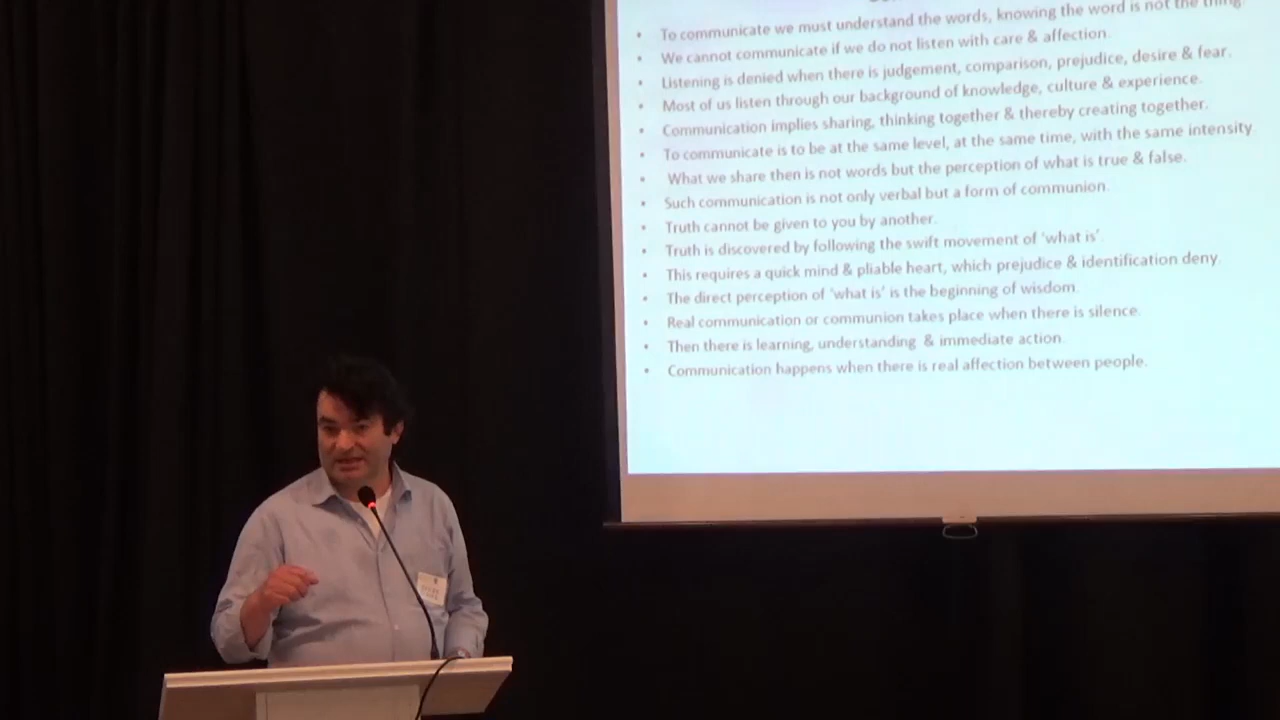 • To communicate we must understand the words, knowing the word is not the thing.
• We cannot communicate if we do not listen with care & affection.
• Listening is denied when there is judgement, comparison, prejudice, desire & fear.
• Most of us listen through our background of knowledge, culture & experience.
• Communication implies sharing, thinking together & thereby creating together.
• To communicate is to be at the same level, at the same time, with the same intensity
• What we share then is not words but the perception of what is true & false.
• Such communication is not only verbal but a form of communion.
• Truth cannot be given to you by another.
• Truth is discovered by following the swift movement of ‘what is’.
• This requires a quick mind & pliable heart, which prejudice & identification deny.
• The direct perception of ‘what is’ is the beginning of wisdom
• Real communication or communion takes place when there is silence.
• Then there is learning, understanding & immediate action.
• Communication happens when there is real affection between people.